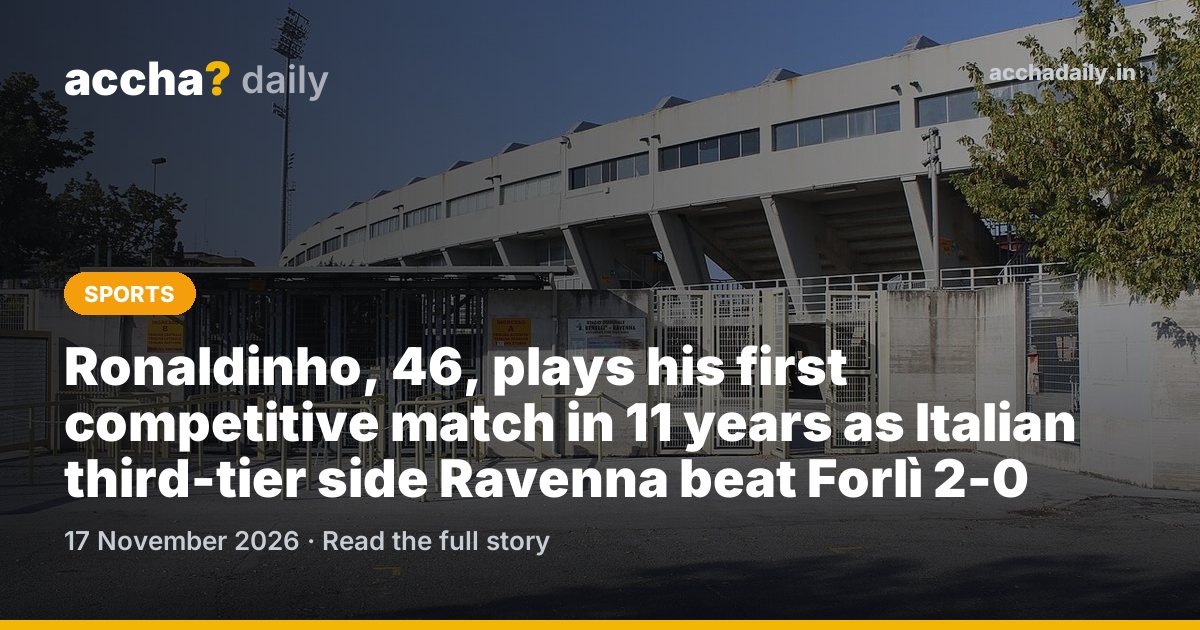 accha? daily
acchadaily.in
SPORTS
Ronaldinho, 46, plays his first
competitive match in 11 years as Italian
third-tier side Ravenna beat Forlì 2-0
17 November 2026 · Read the full story